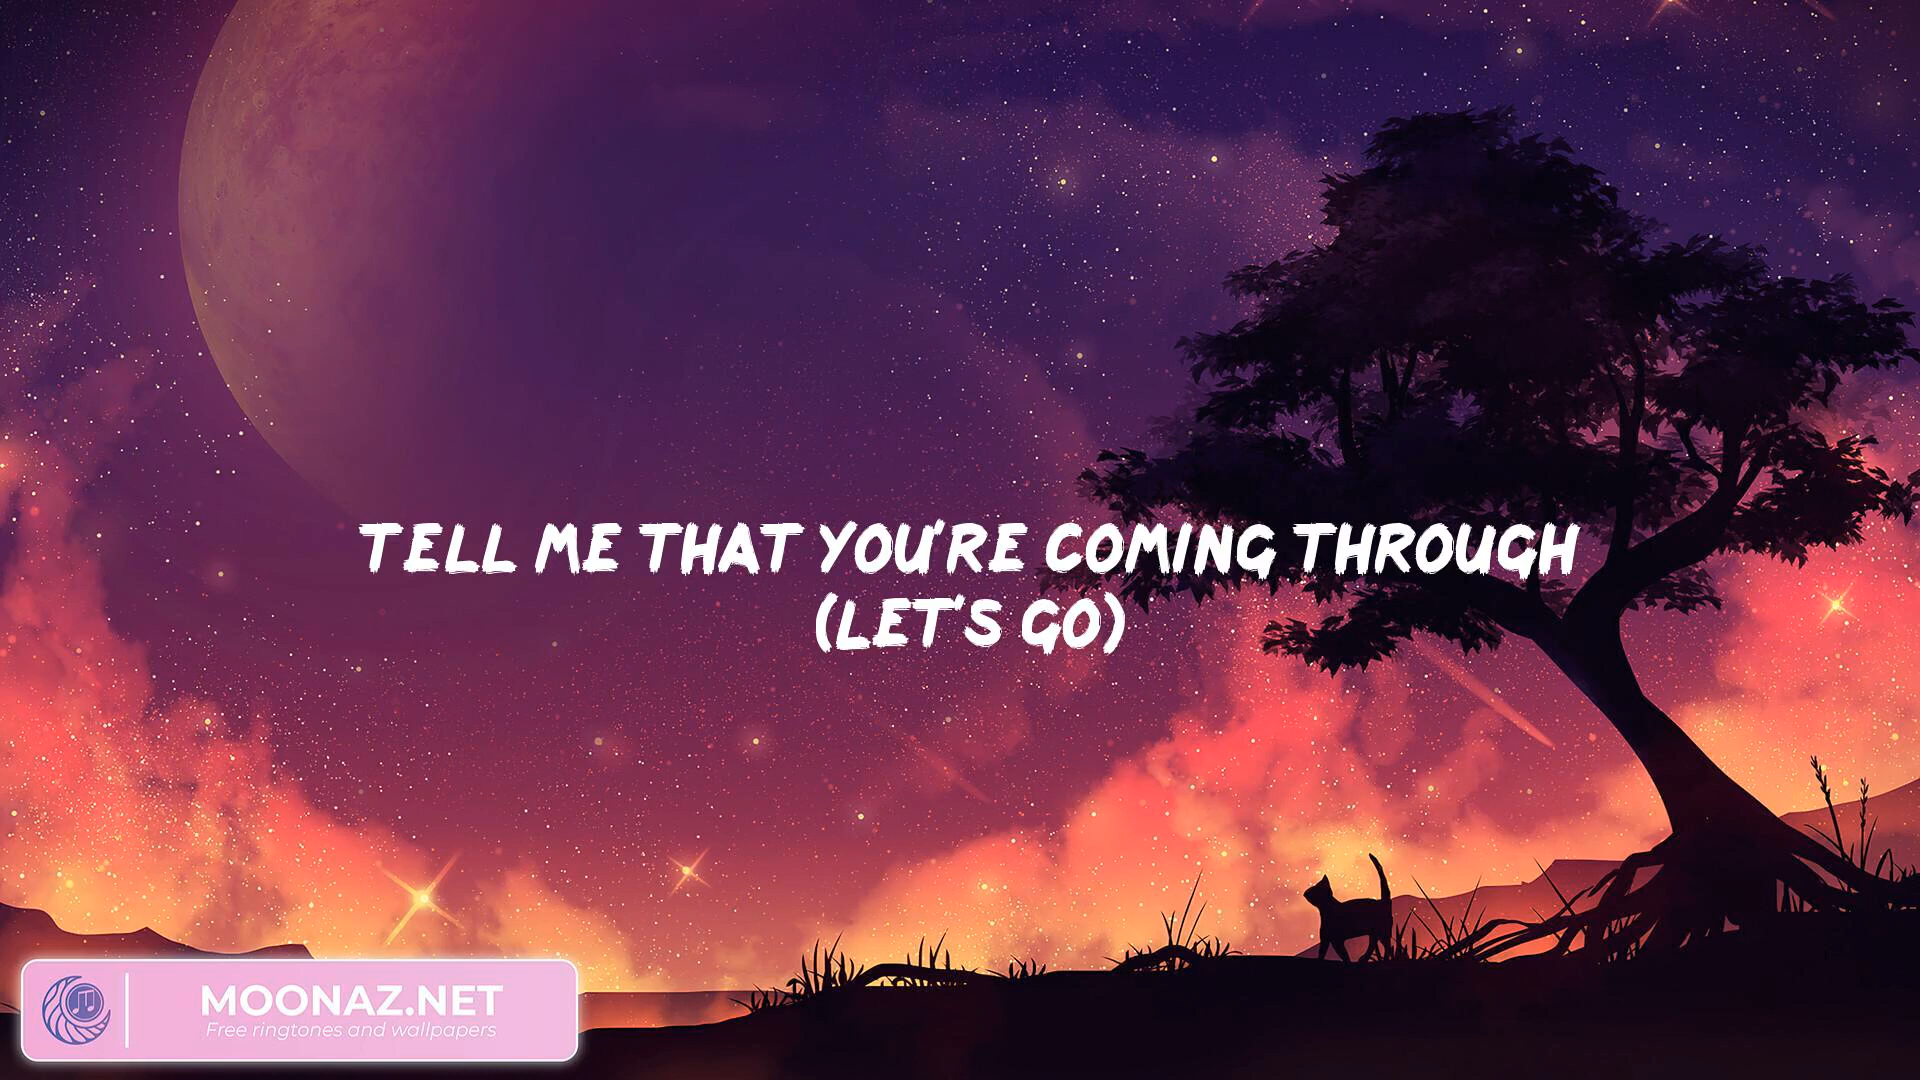 TELL ME THAT YOU'RE COMING THROUGH
(LET'S GO)
MOONAZ.NET
Free ringtones and wallpapers